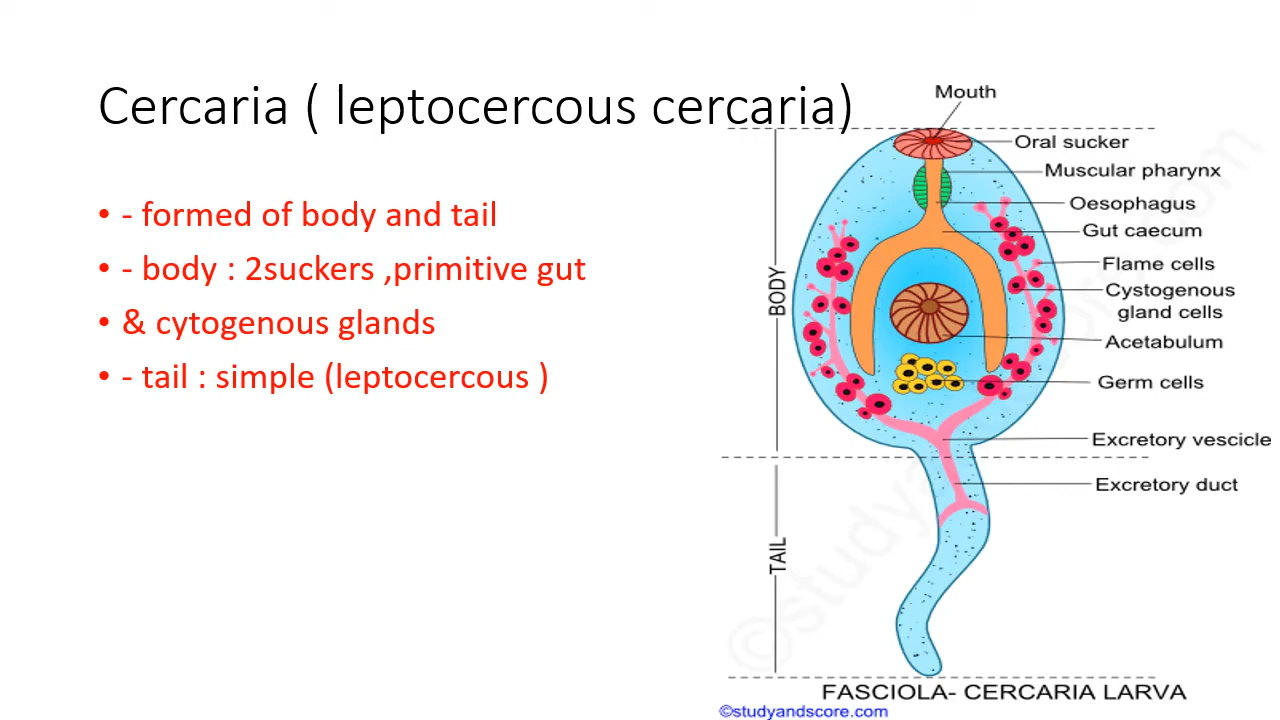 Cercaria ( leptocercous cercaria)
• - formed of body and tail
• - body : 2suckers ,primitive gut
• & cytogenous glands
• - tail : simple (leptocercous )
Mouth
Oral sucker
Muscular pharynx
Oesophagus
Gut caecum
Flame cells
Cystogenous
gland cells
Acetabulum
Germ cells
Excretory vescicle
Excretory duct
BODY
TAIL
FASCIOLA- CERCARIA LARVA
©studyandscore.com
©studyandscore.com